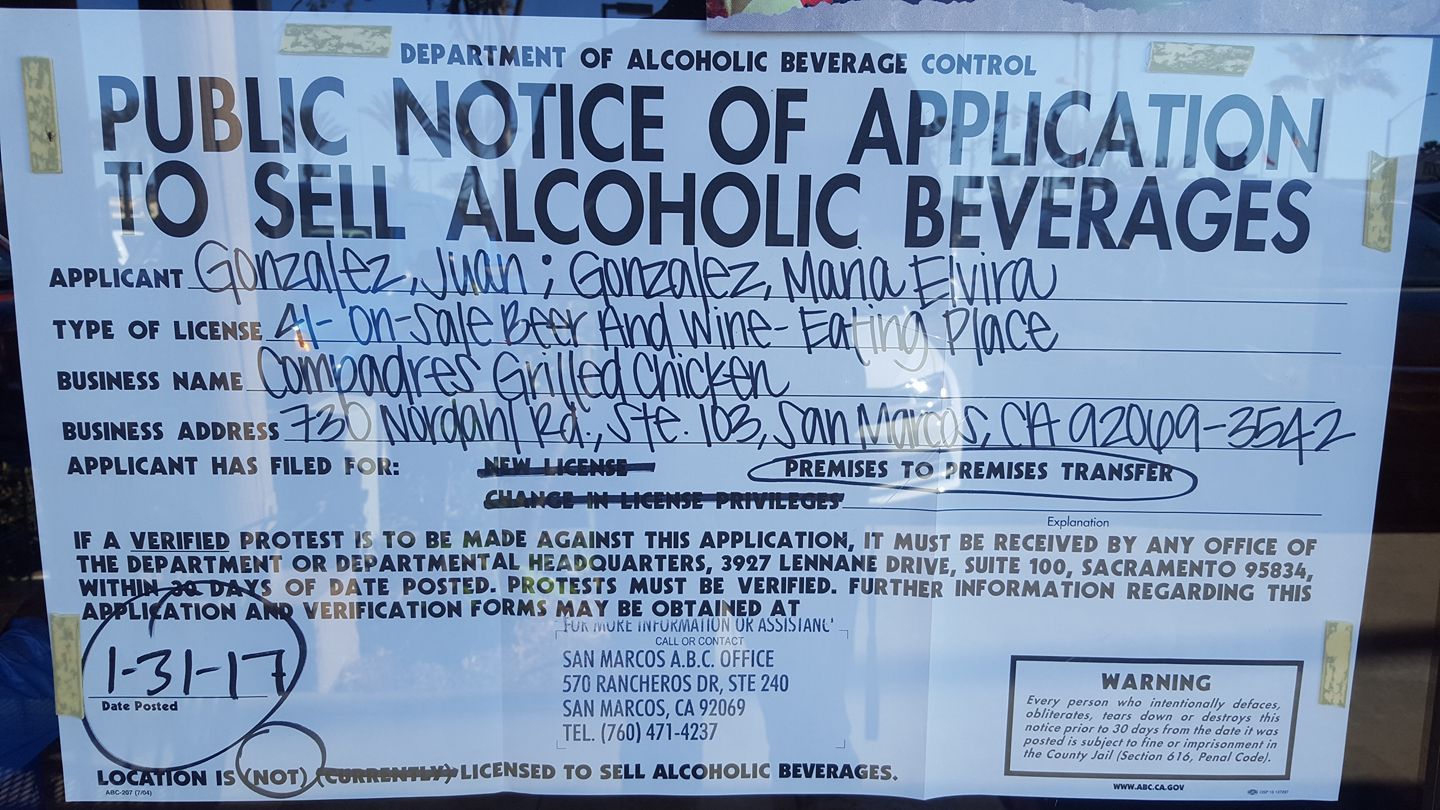 DEPARTMENT OF ALCOHOLIC BEVERAGE CONTROL
PUBLIC NOTICE OF APPLICATION
TO SELL ALCOHOLIC BEVERAGES
APPLICANT Gonzalez, Juan ; Gonzalez, Maria Elvira
TYPE OF LICENSE 41- On-Sale Beer And Wine- Eating Place
BUSINESS NAME Compadres Grilled Chicken
BUSINESS ADDRESS 730 Nordahl Rd., Ste. 103, San Marcos, CA 92069-3542
APPLICANT HAS FILED FOR: NEW LICENSE PREMISES TO PREMISES TRANSFER
CHANGE IN LICENSE PRIVILEGES
Explanation
IF A VERIFIED PROTEST IS TO BE MADE AGAINST THIS APPLICATION, IT MUST BE RECEIVED BY ANY OFFICE OF
THE DEPARTMENT OR DEPARTMENTAL HEADQUARTERS, 3927 LENNANE DRIVE, SUITE 100, SACRAMENTO 95834,
WITHIN 30 DAYS OF DATE POSTED. PROTESTS MUST BE VERIFIED. FURTHER INFORMATION REGARDING THIS
APPLICATION AND VERIFICATION FORMS MAY BE OBTAINED AT
FOR MORE INFORMATION OR ASSISTANC
CALL OR CONTACT
SAN MARCOS A.B.C. OFFICE
570 RANCHEROS DR, STE 240
SAN MARCOS, CA 92069
TEL. (760) 471-4237
1-31-17
Date Posted
WARNING
Every person who intentionally defaces,
obliterates, tears down or destroys this
notice prior to 30 days from the date it was
posted is subject to fine or imprisonment in
the County Jail (Section 616, Penal Code).
LOCATION IS (NOT) (CURRENTLY) LICENSED TO SELL ALCOHOLIC BEVERAGES.
ABC-207 (7/04)
WWW.ABC.CA.GOV